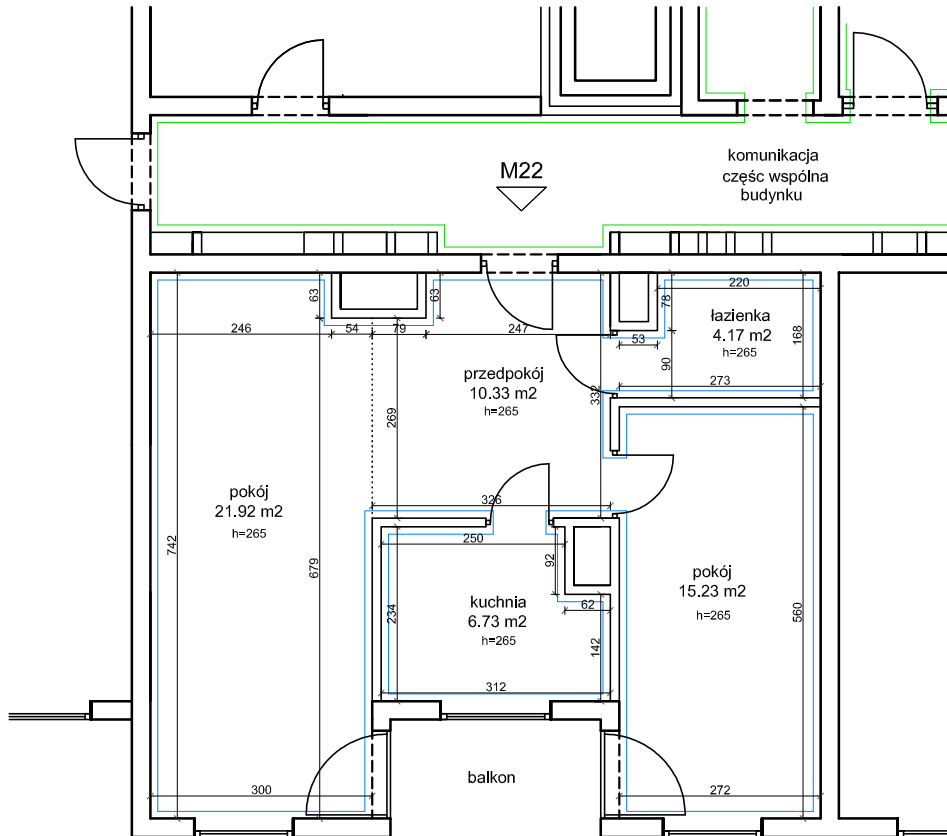 M22
komunikacja
częśc wspólna
budynku
63
63
78
220
łazienka
4.17 m2
h=265
168
246
54
79
247
53
90
273
przedpokój
10.33 m2
h=265
332
269
326
pokój
21.92 m2
h=265
742
679
250
92
234
kuchnia
6.73 m2
h=265
62
142
312
pokój
15.23 m2
h=265
560
balkon
300
272